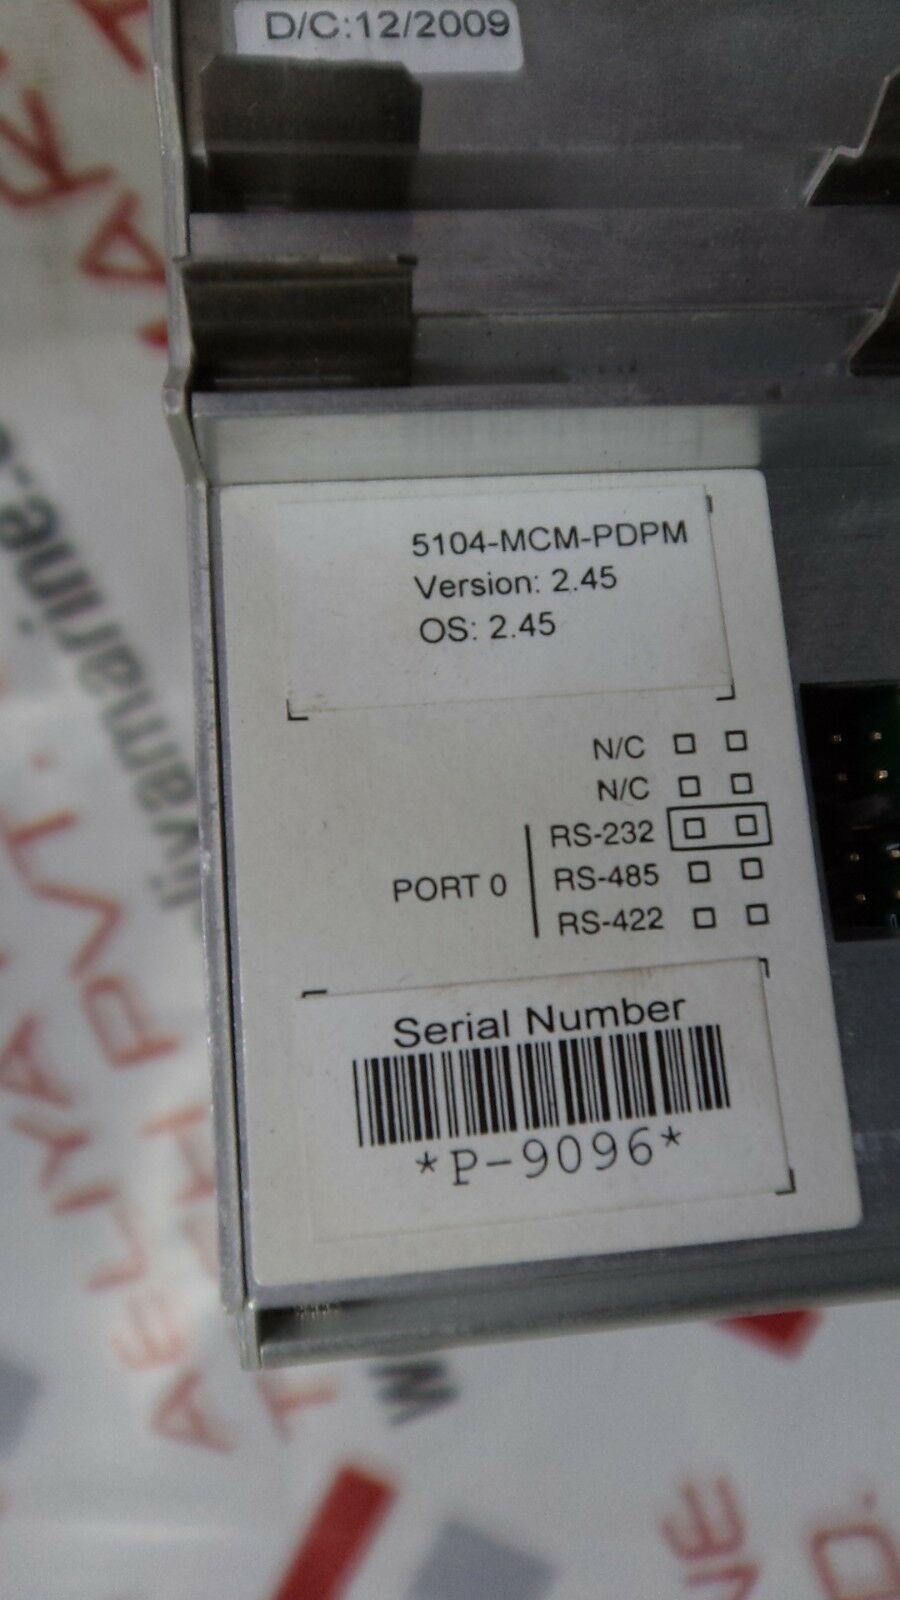 D/C:12/2009
5104-MCM-PDPM
Version: 2.45
OS: 2.45
N/C
N/C
PORT 0
RS-232
RS-485
RS-422
Serial Number
*P-9096*
PVT.